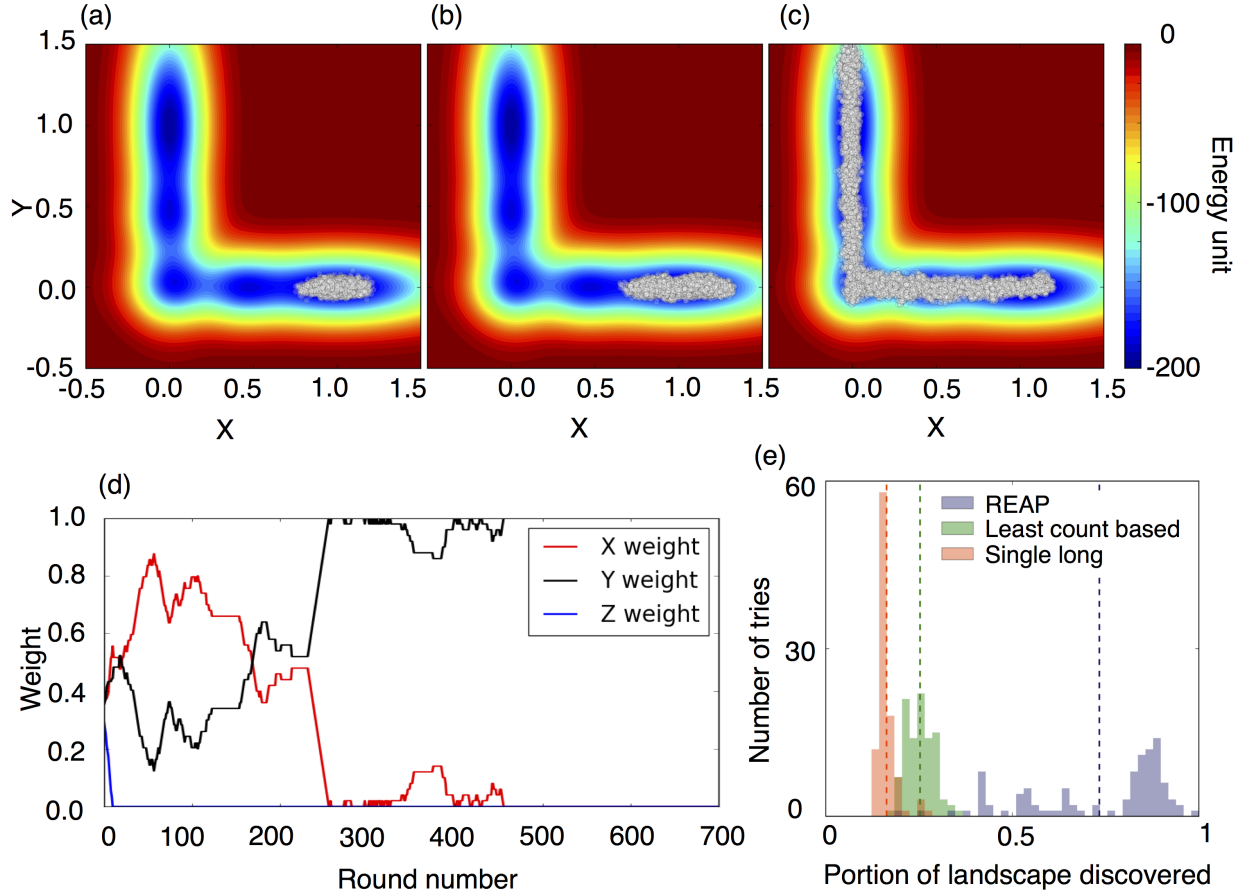 (a)
(b)
(c)
1.5
1.0
0.5
0.0
-0.5
Y
-0.5
0.0
0.5
1.0
1.5
X
0.0
0.5
1.0
1.5
X
0.0
0.5
1.0
1.5
X
0
-100
-200
Energy unit
(d)
1.0
0.8
0.6
0.4
0.2
0.0
Weight
X weight
Y weight
Z weight
0
100
200
300
400
500
600
700
Round number
(e)
60
30
0
Number of tries
REAP
Least count based
Single long
0
0.5
1
Portion of landscape discovered